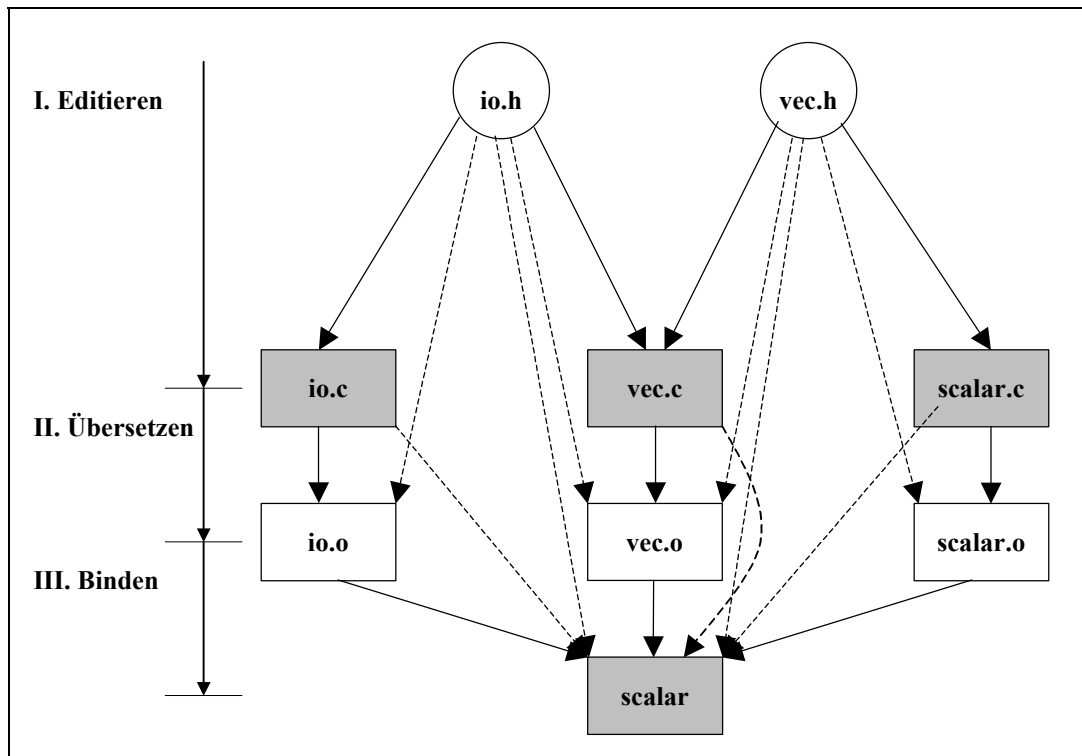 I. Editieren
io.h
vec.h
io.c
vec.c
scalar.c
II. Übersetzen
io.o
vec.o
scalar.o
III. Binden
scalar